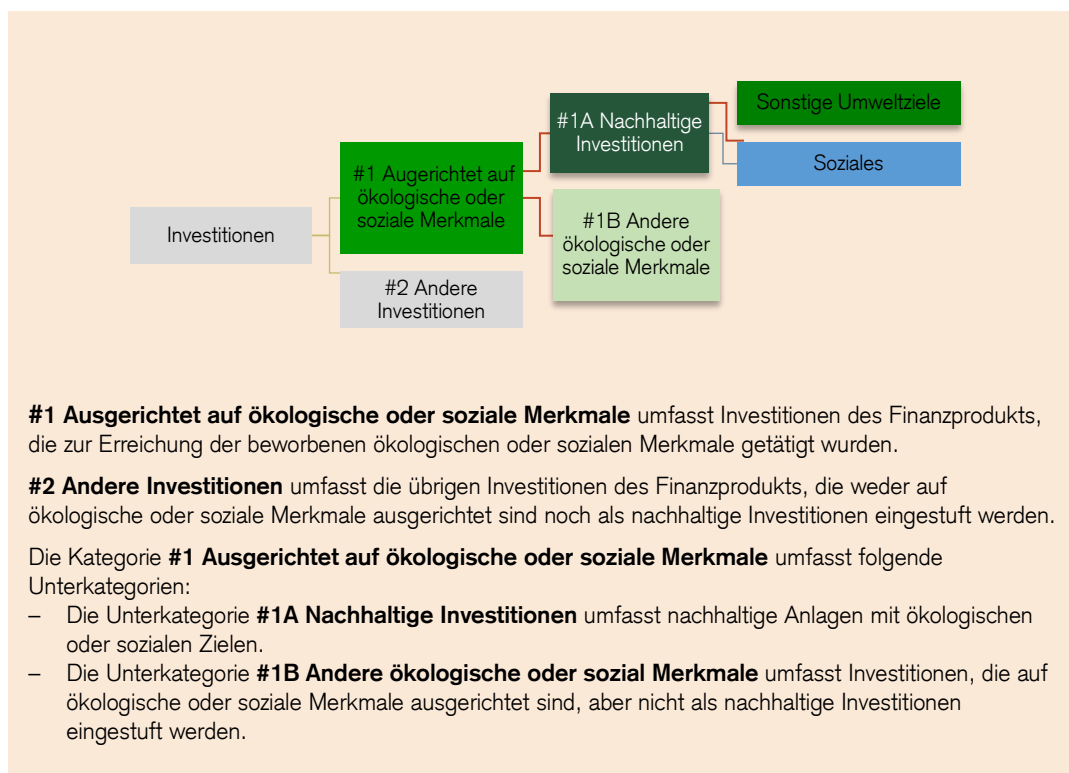 Sonstige Umweltziele
#1A Nachhaltige
Investitionen
Soziales
#1 Augerichtet auf
ökologische oder
soziale Merkmale
#1B Andere
ökologische oder
soziale Merkmale
Investitionen
#2 Andere
Investitionen
#1 Ausgerichtet auf ökologische oder soziale Merkmale umfasst Investitionen des Finanzprodukts,
die zur Erreichung der beworbenen ökologischen oder sozialen Merkmale getätigt wurden.
#2 Andere Investitionen umfasst die übrigen Investitionen des Finanzprodukts, die weder auf
ökologische oder soziale Merkmale ausgerichtet sind noch als nachhaltige Investitionen eingestuft werden.
Die Kategorie #1 Ausgerichtet auf ökologische oder soziale Merkmale umfasst folgende
Unterkategorien:
– Die Unterkategorie #1A Nachhaltige Investitionen umfasst nachhaltige Anlagen mit ökologischen
oder sozialen Zielen.
– Die Unterkategorie #1B Andere ökologische oder sozial Merkmale umfasst Investitionen, die auf
ökologische oder soziale Merkmale ausgerichtet sind, aber nicht als nachhaltige Investitionen
eingestuft werden.